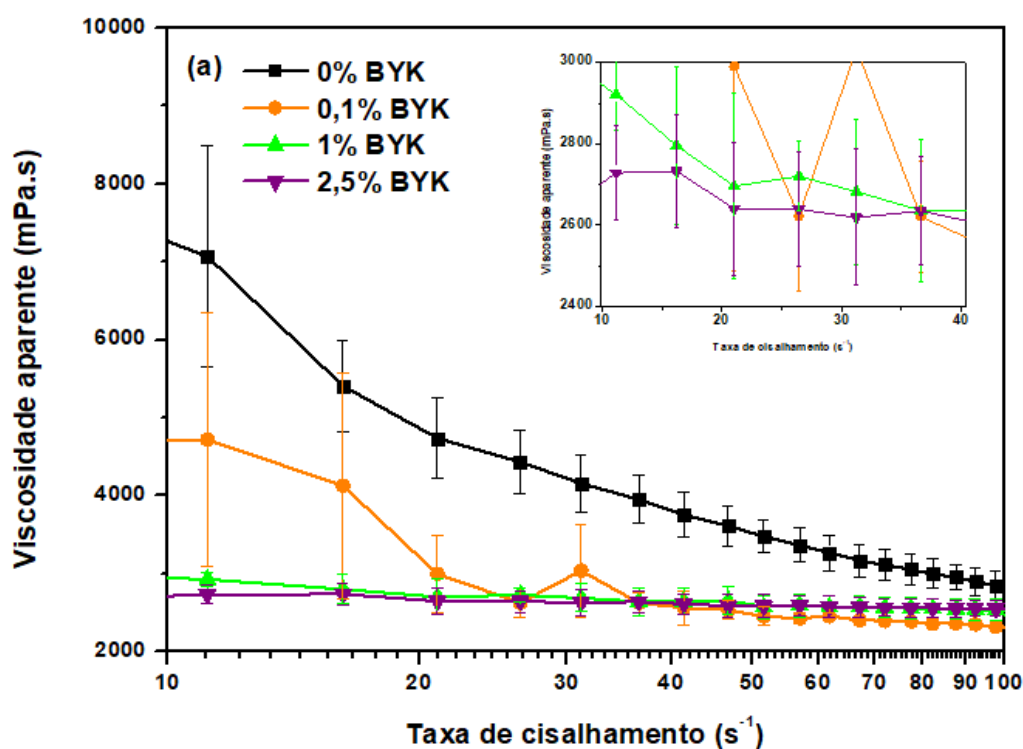 (a)
0% BYK
0,1% BYK
1% BYK
2,5% BYK
Viscosidade aparente (mPa.s)
10000
8000
6000
4000
2000
10
20
30
40
50
60
70
80
90
100
Taxa de cisalhamento (s⁻¹)
Viscosidade aparente (mPa.s)
3000
2800
2600
2400
10
20
30
40
Taxa de cisalhamento (s⁻¹)